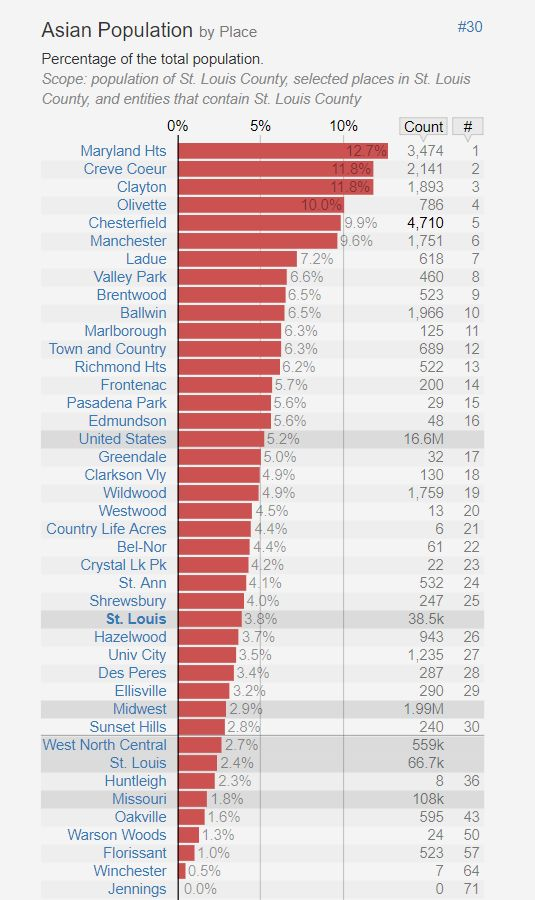 Asian Population by Place #30
Percentage of the total population.
Scope: population of St. Louis County, selected places in St. Louis
County, and entities that contain St. Louis County
0% 5% 10% Count #
Maryland Hts 12.7% 3,474 1
Creve Coeur 11.8% 2,141 2
Clayton 11.8% 1,893 3
Olivette 10.0% 786 4
Chesterfield 9.9% 4,710 5
Manchester 9.6% 1,751 6
Ladue 7.2% 618 7
Valley Park 6.6% 460 8
Brentwood 6.5% 523 9
Ballwin 6.5% 1,966 10
Marlborough 6.3% 125 11
Town and Country 6.3% 689 12
Richmond Hts 6.2% 522 13
Frontenac 5.7% 200 14
Pasadena Park 5.6% 29 15
Edmundson 5.6% 48 16
United States 5.2% 16.6M
Greendale 5.0% 32 17
Clarkson Vly 4.9% 130 18
Wildwood 4.9% 1,759 19
Westwood 4.5% 13 20
Country Life Acres 4.4% 6 21
Bel-Nor 4.4% 61 22
Crystal Lk Pk 4.2% 22 23
St. Ann 4.1% 532 24
Shrewsbury 4.0% 247 25
St. Louis 3.8% 38.5k
Hazelwood 3.7% 943 26
Univ City 3.5% 1,235 27
Des Peres 3.4% 287 28
Ellisville 3.2% 290 29
Midwest 2.9% 1.99M
Sunset Hills 2.8% 240 30
West North Central 2.7% 559k
St. Louis 2.4% 66.7k
Huntleigh 2.3% 8 36
Missouri 1.8% 108k
Oakville 1.6% 595 43
Warson Woods 1.3% 24 50
Florissant 1.0% 523 57
Winchester 0.5% 7 64
Jennings 0.0% 0 71